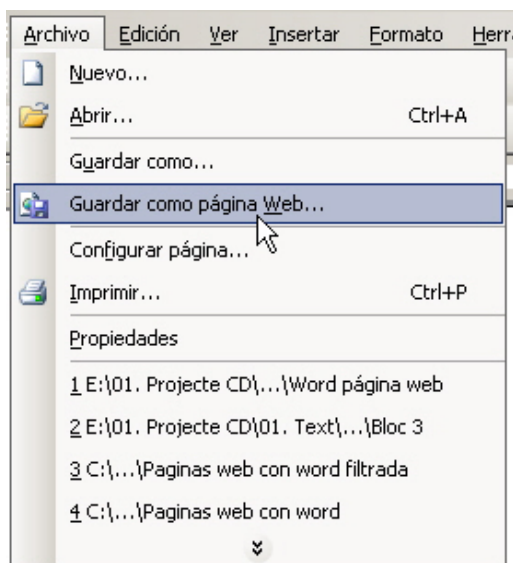 Archivo Edición Ver Insertar Formato Herr
Nuevo...
Abrir... Ctrl+A
Guardar como...
Guardar como página Web...
Configurar página...
Imprimir... Ctrl+P
Propiedades
1 E:\01. Projecte CD\...\Word página web
2 E:\01. Projecte CD\01. Text\...\Bloc 3
3 C:\...\Paginas web con word filtrada
4 C:\...\Paginas web con word